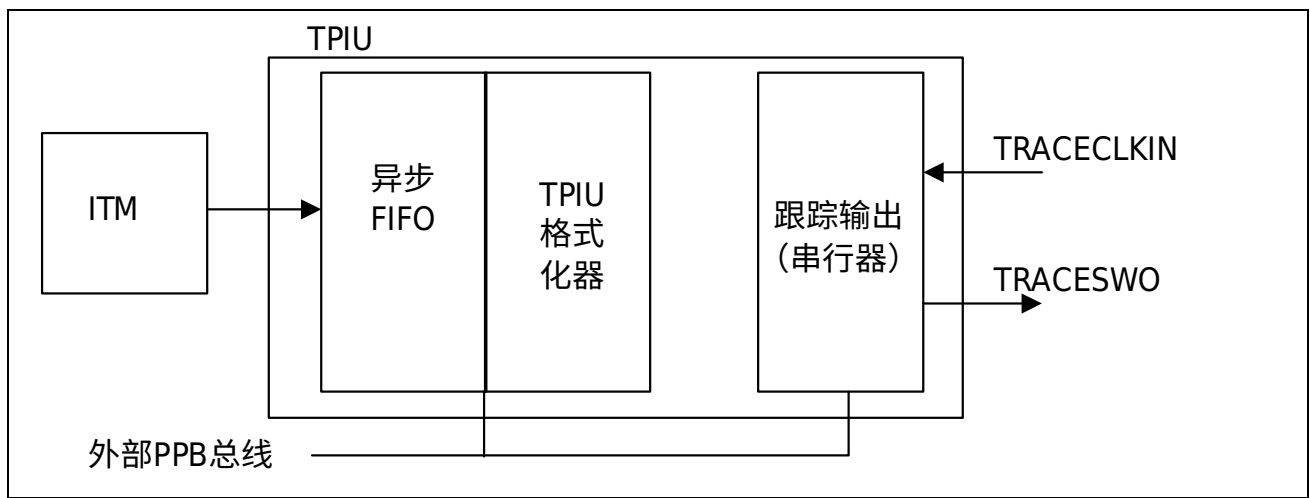 TPIU
ITM
异步
FIFO
TPIU
格式
化器
跟踪输出
（串行器）
TRACECLKIN
TRACESWO
外部PPB总线